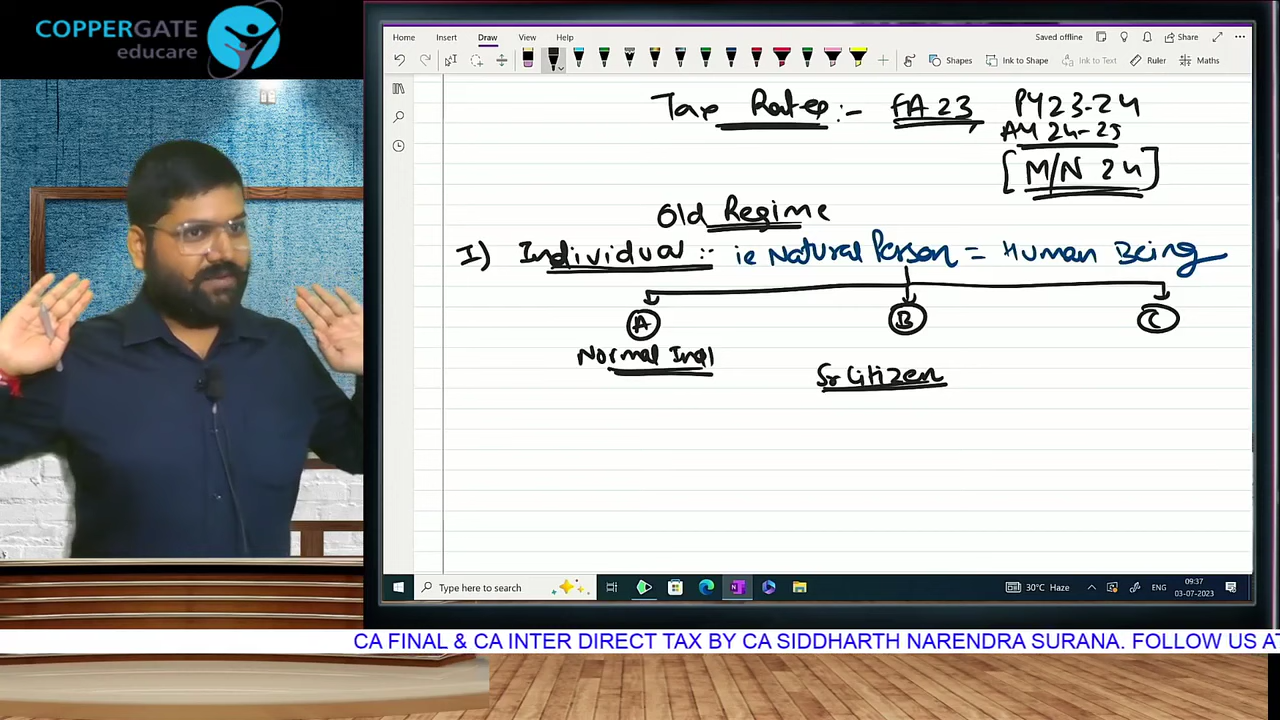 COPPERGATE
educare
Home Insert Draw View Help
Saved offline
Share
Shapes
Ink to Shape
Ink to Text
Ruler
Maths
Tax Rates :- FA 23 PY 23-24
AY 24-25
[M/N 24]
Old Regime
I) Individual :- ie Natural Person = Human Being
A B C
Normal Indl
Sr Citizen
Type here to search
30°C Haze
ENG
09:37
03-07-2023
CA FINAL & CA INTER DIRECT TAX BY CA SIDDHARTH NARENDRA SURANA. FOLLOW US AT